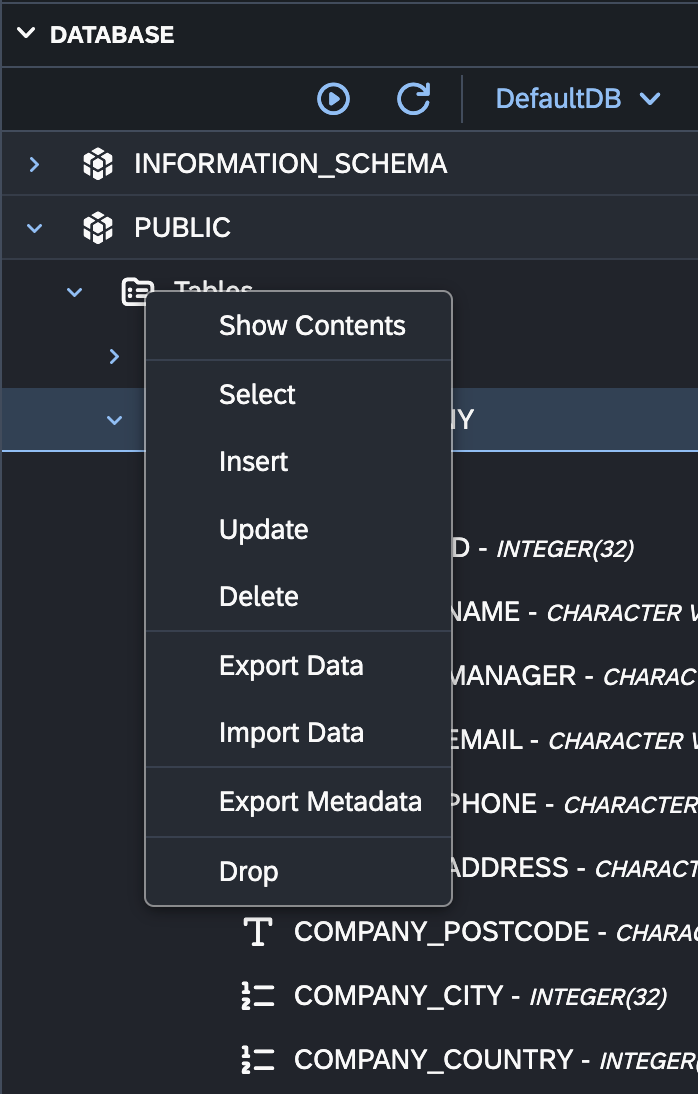 DATABASE
DefaultDB
INFORMATION_SCHEMA
PUBLIC
Tables
Show Contents
Select
NY
Insert
Update
D - INTEGER(32)
Delete
NAME - CHARACTER V
Export Data
MANAGER - CHARAC
Import Data
EMAIL - CHARACTER V
Export Metadata
PHONE - CHARACTER
Drop
ADDRESS - CHARACT
COMPANY_POSTCODE - CHARAC
COMPANY_CITY - INTEGER(32)
COMPANY_COUNTRY - INTEGER(